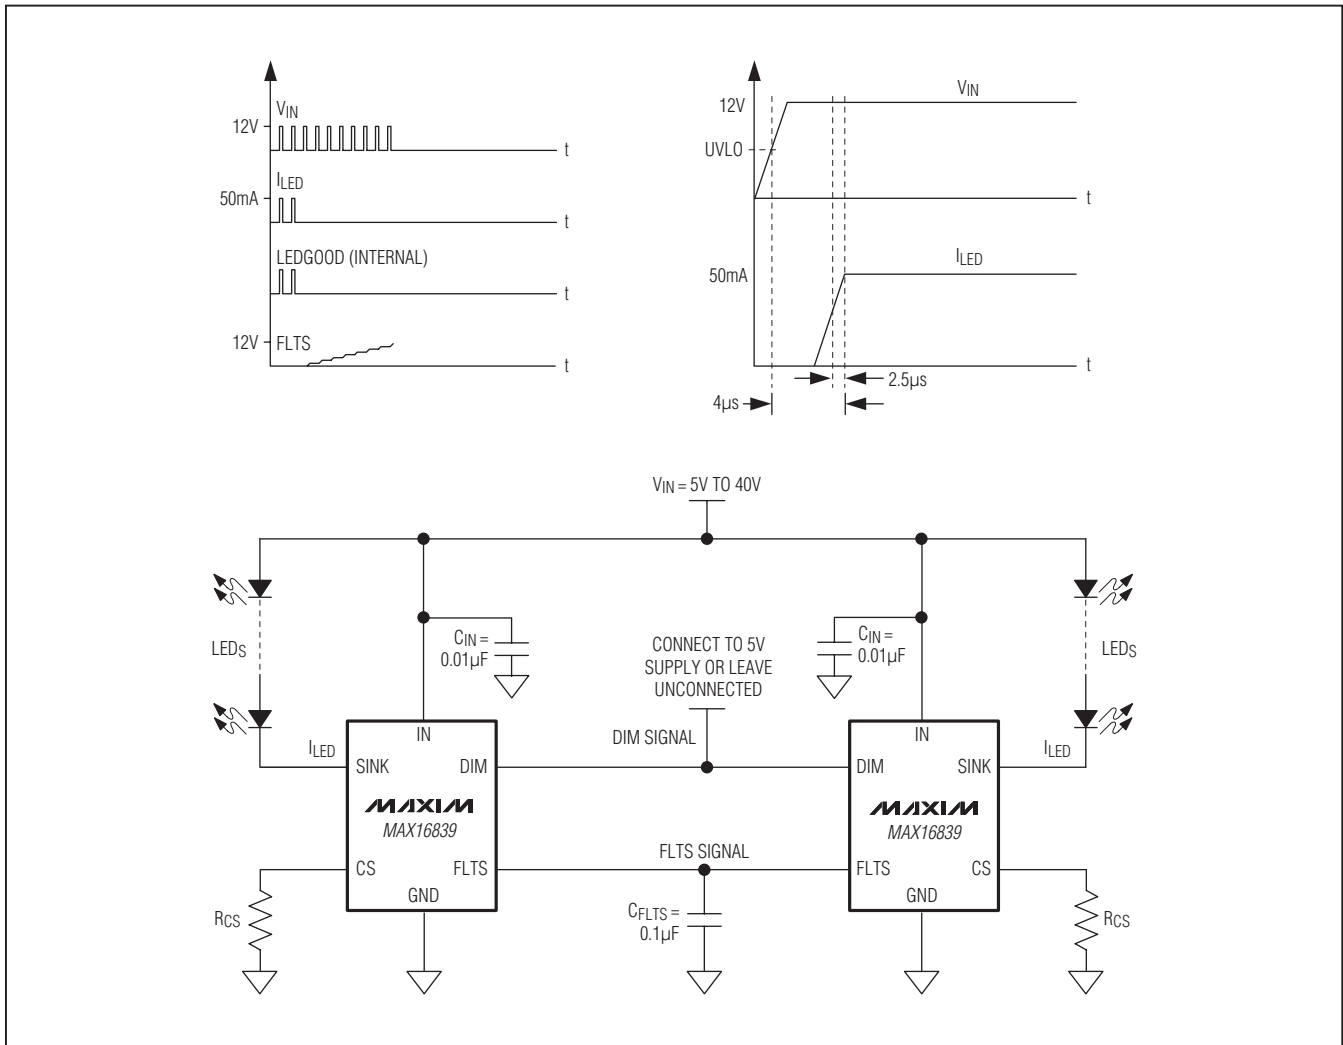 VIN
12V
t
ILED
50mA
t
LEDGOOD (INTERNAL)
t
12V
FLTS
t
12V
VIN
UVLO
t
50mA
ILED
t
2.5µs
4µs
VIN = 5V TO 40V
LEDS
CIN =
0.01µF
CONNECT TO 5V
SUPPLY OR LEAVE
UNCONNECTED
CIN =
0.01µF
LEDS
ILED
IN
SINK
DIM
MAXIM
MAX16839
CS
FLTS
GND
DIM SIGNAL
FLTS SIGNAL
IN
DIM
SINK
MAXIM
MAX16839
FLTS
CS
GND
ILED
RCS
CFLTS =
0.1µF
RCS